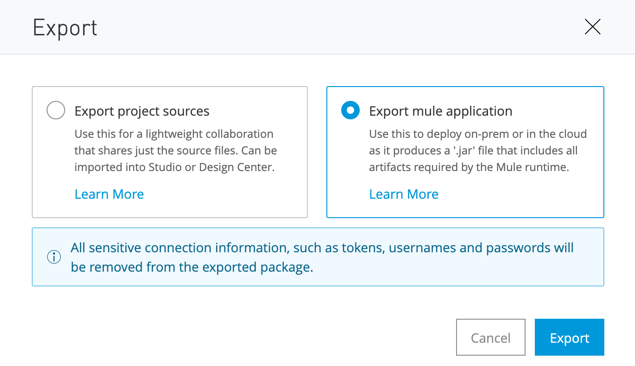 Export
Export project sources
Use this for a lightweight collaboration
that shares just the source files. Can be
imported into Studio or Design Center.
Learn More
Export mule application
Use this to deploy on-prem or in the cloud
as it produces a '.jar' file that includes all
artifacts required by the Mule runtime.
Learn More
All sensitive connection information, such as tokens, usernames and passwords will
be removed from the exported package.
Cancel
Export